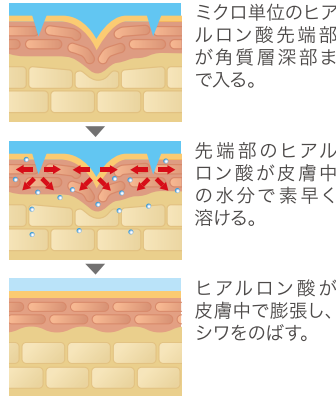 ミクロ単位のヒア
ルロン酸先端部
が角質層深部ま
で入る。
先端部のヒアル
ロン酸が皮膚中
の水分で素早く
溶ける。
ヒアルロン酸が
皮膚中で膨張し、
シワをのばす。